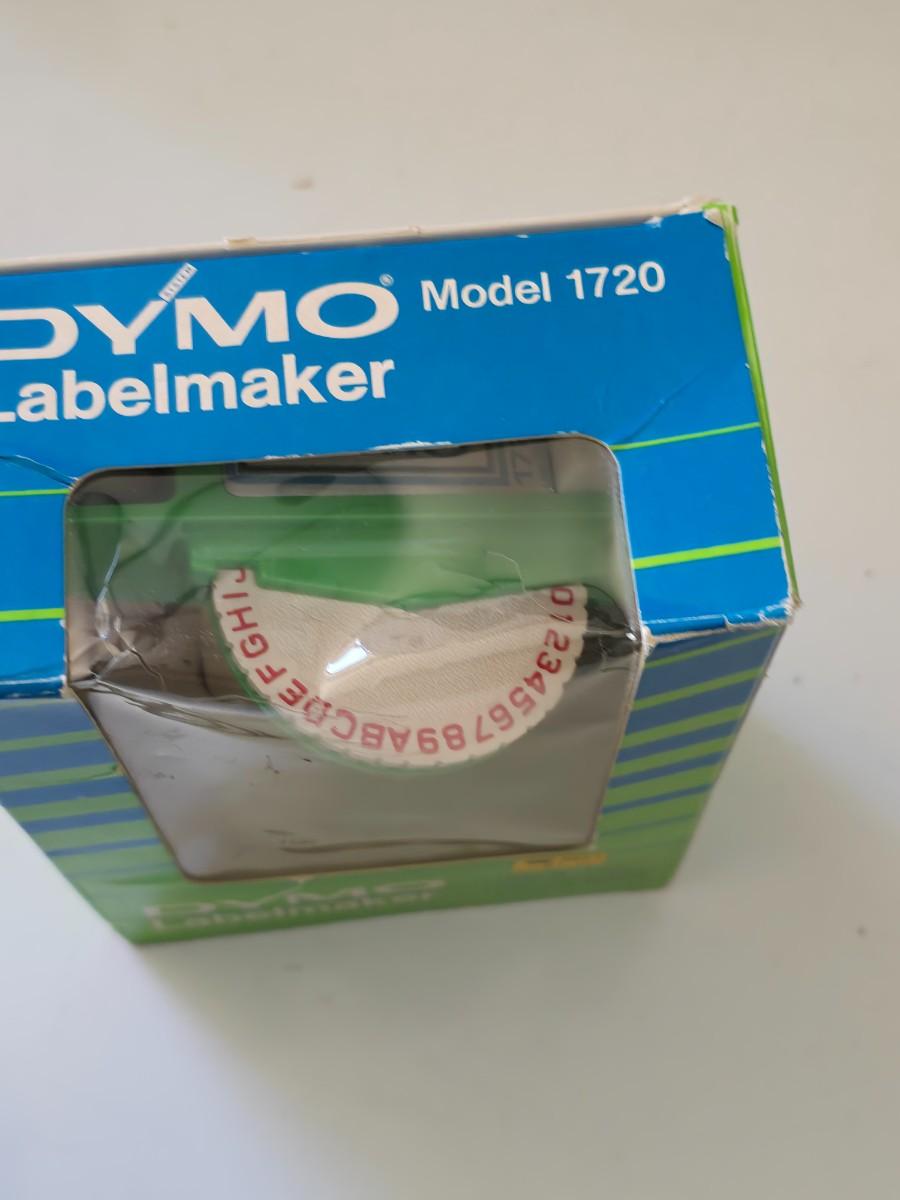 DYMO® Model 1720
Labelmaker
0123456789ABCDEFGHIJ
DYMO
Labelmaker